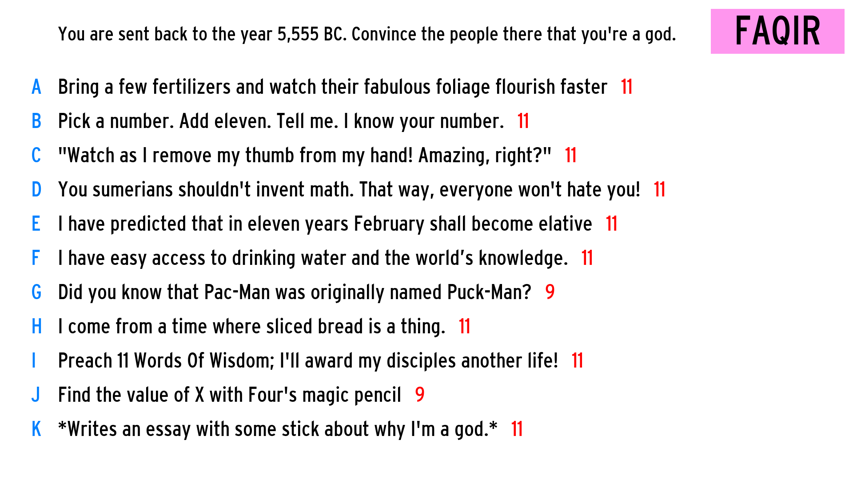 You are sent back to the year 5,555 BC. Convince the people there that you're a god.
FAQIR
A Bring a few fertilizers and watch their fabulous foliage flourish faster 11
B Pick a number. Add eleven. Tell me. I know your number. 11
C "Watch as I remove my thumb from my hand! Amazing, right?" 11
D You sumerians shouldn't invent math. That way, everyone won't hate you! 11
E I have predicted that in eleven years February shall become elative 11
F I have easy access to drinking water and the world’s knowledge. 11
G Did you know that Pac-Man was originally named Puck-Man? 9
H I come from a time where sliced bread is a thing. 11
I Preach 11 Words Of Wisdom; I'll award my disciples another life! 11
J Find the value of X with Four's magic pencil 9
K *Writes an essay with some stick about why I'm a god.* 11